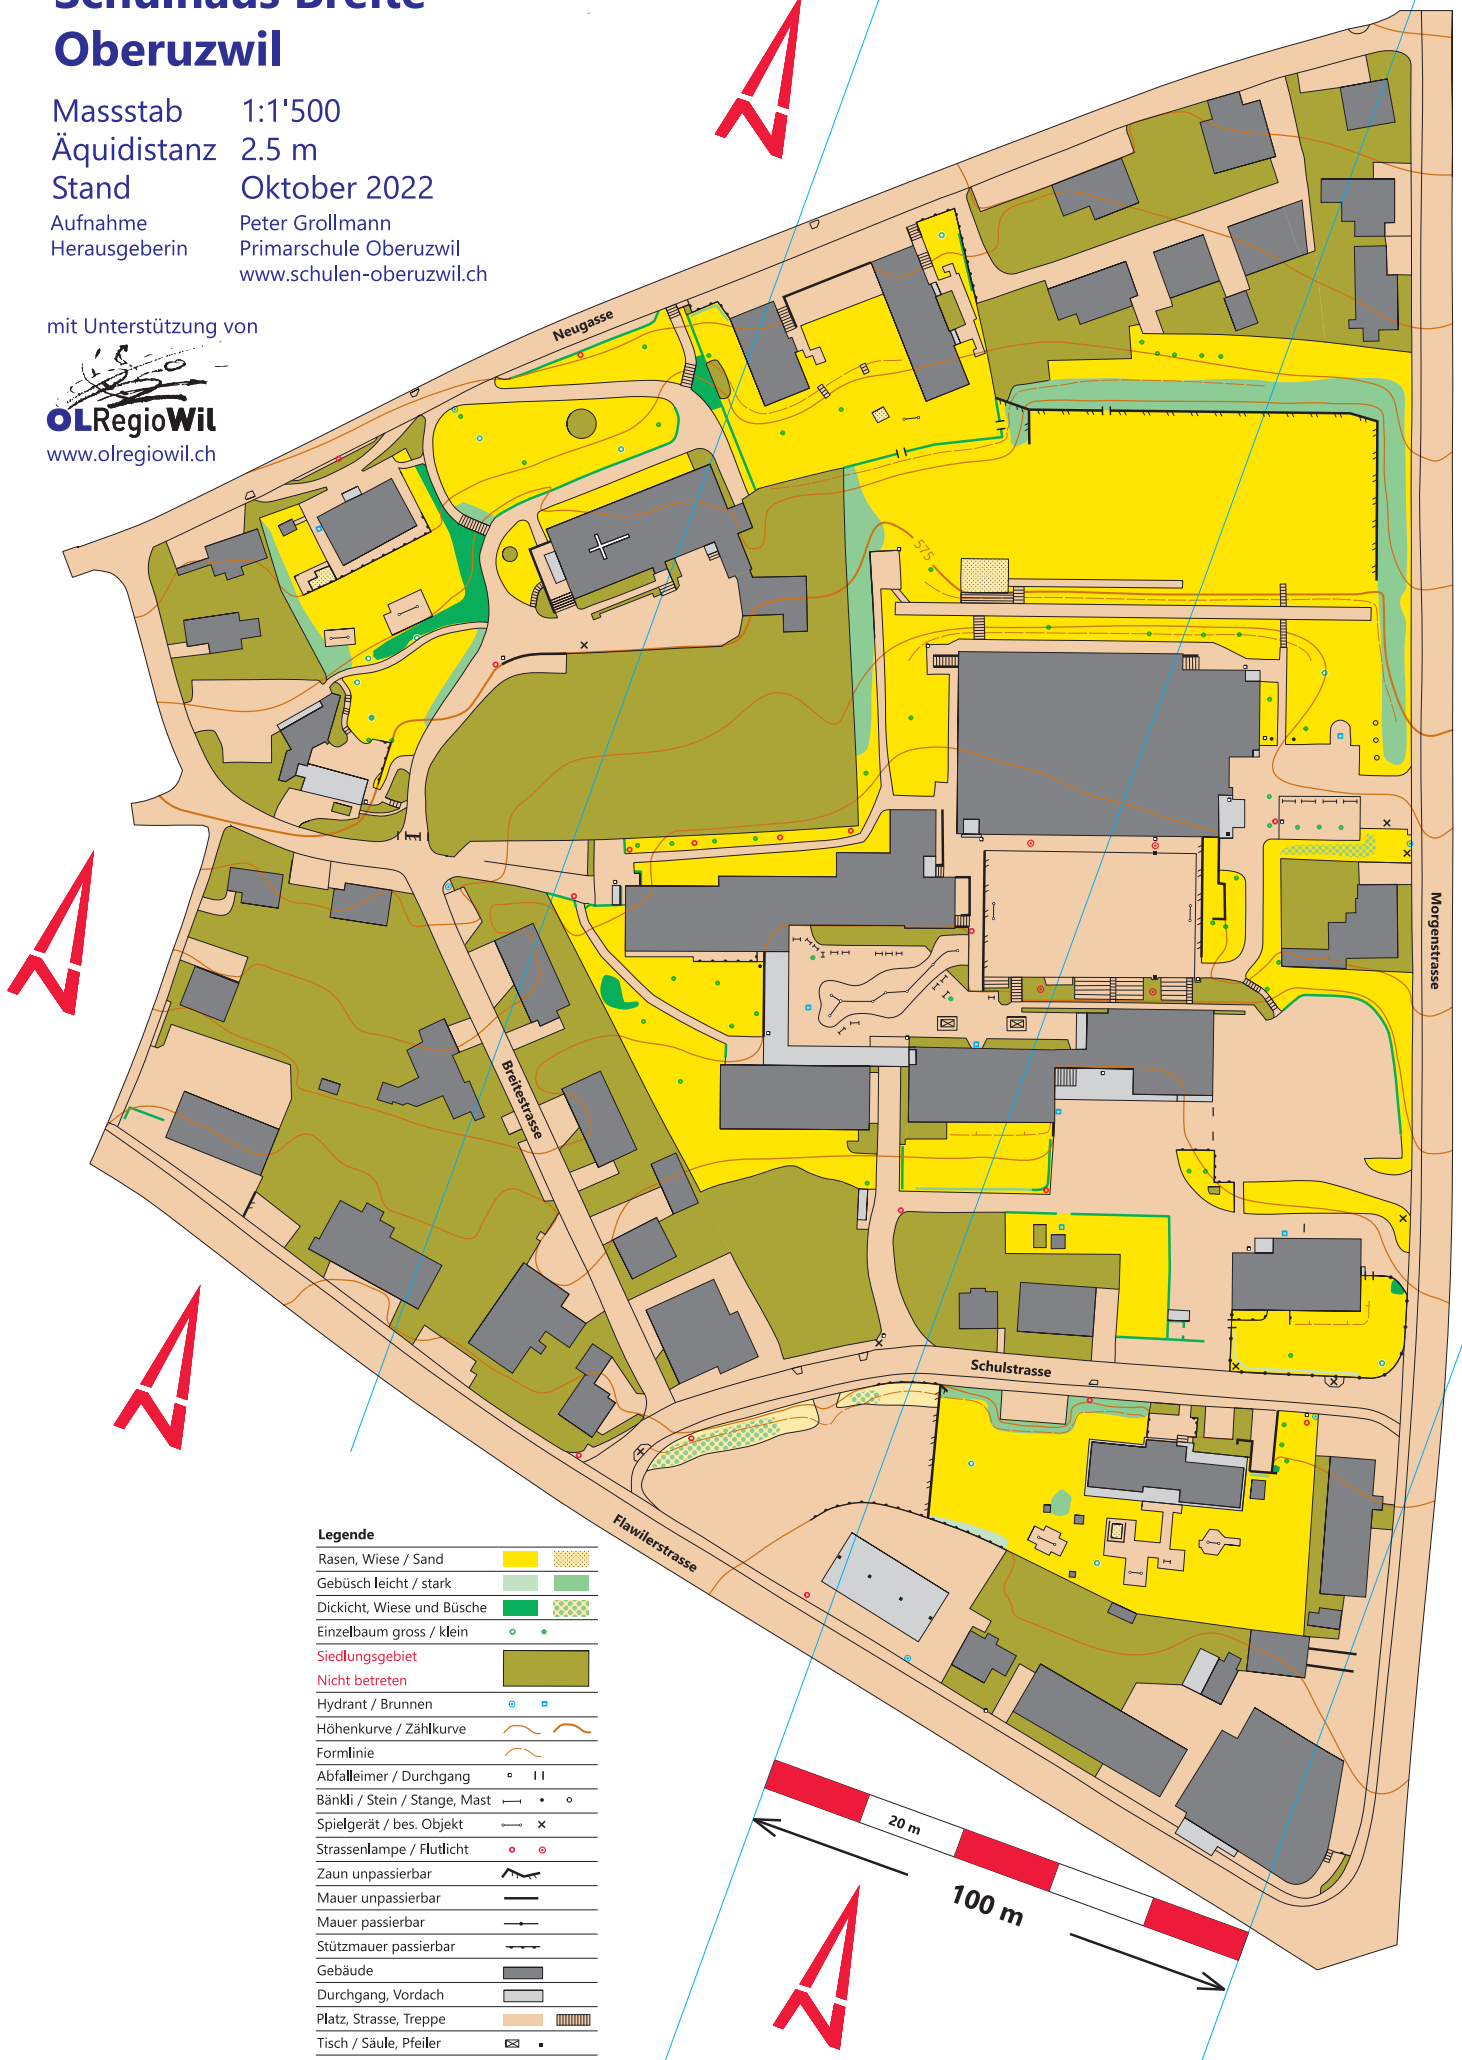 Schulhaus Breite
Oberuzwil
Massstab 1:1'500
Äquidistanz 2.5 m
Stand Oktober 2022
Aufnahme Peter Grollmann
Herausgeberin Primarschule Oberuzwil
www.schulen-oberuzwil.ch
mit Unterstützung von
OLRegioWil
www.olregiowil.ch
Neugasse
575
Morgenstrasse
Breitestrasse
Schulstrasse
Flawilerstrasse
Legende
Rasen, Wiese / Sand
Gebüsch leicht / stark
Dickicht, Wiese und Büsche
Einzelbaum gross / klein
Siedlungsgebiet
Nicht betreten
Hydrant / Brunnen
Höhenkurve / Zählkurve
Formlinie
Abfalleimer / Durchgang
Bänkli / Stein / Stange, Mast
Spielgerät / bes. Objekt
Strassenlampe / Flutlicht
Zaun unpassierbar
Mauer unpassierbar
Mauer passierbar
Stützmauer passierbar
Gebäude
Durchgang, Vordach
Platz, Strasse, Treppe
Tisch / Säule, Pfeiler
20 m
100 m